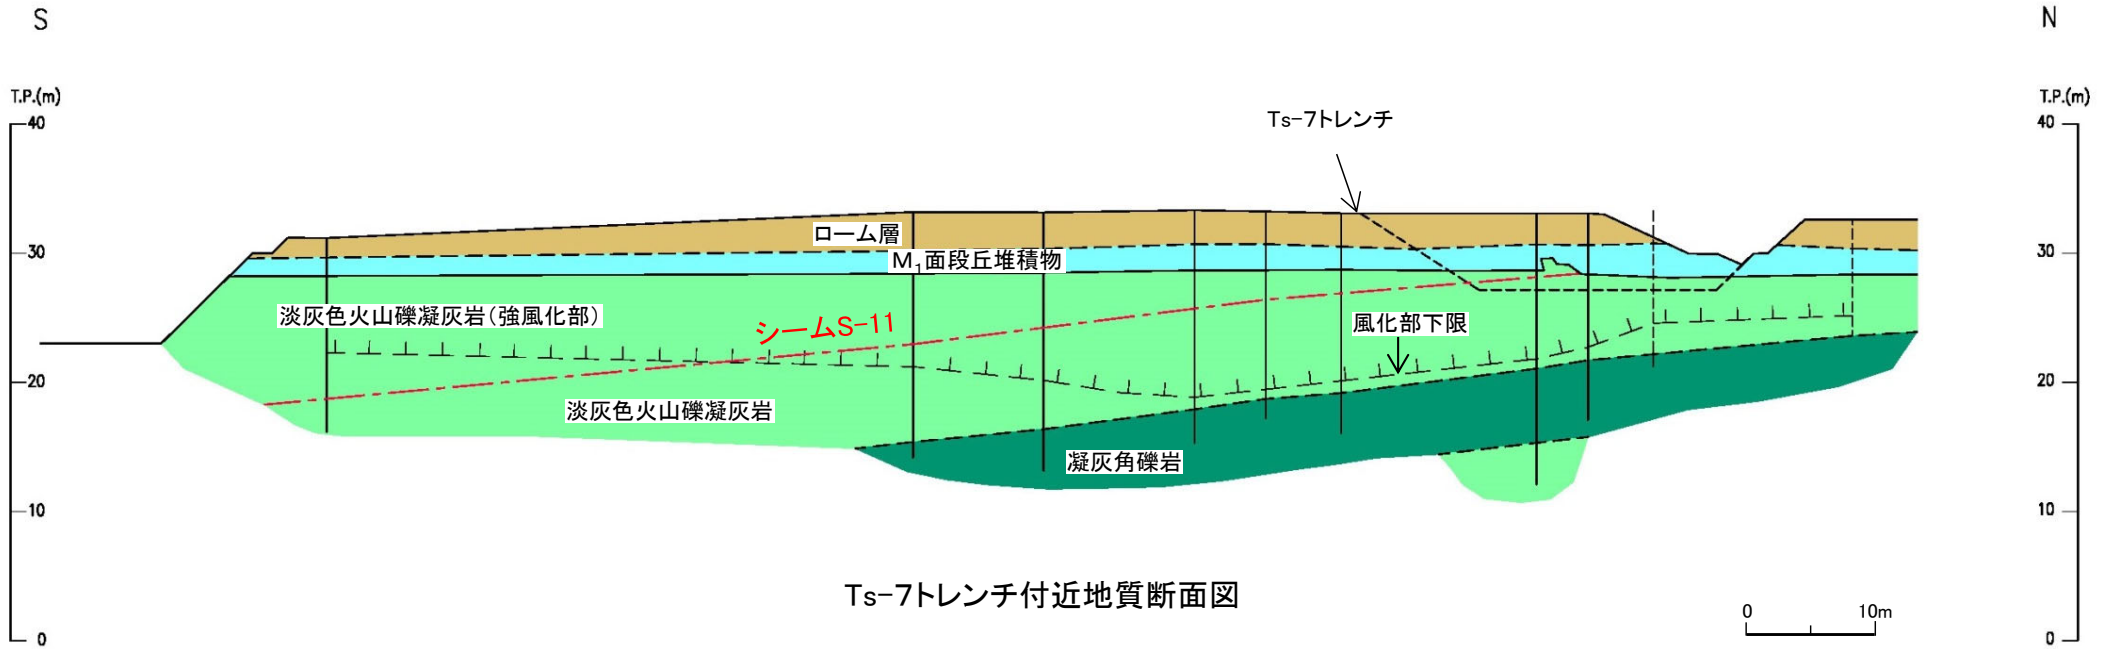 S
N
T.P.(m)
T.P.(m)
40
40
Ts-7トレンチ
ローム層
30
30
M₁面段丘堆積物
淡灰色火山礫凝灰岩(強風化部)
シームS-11
風化部下限
20
20
淡灰色火山礫凝灰岩
凝灰角礫岩
10
10
Ts-7トレンチ付近地質断面図
0 10m
0
0